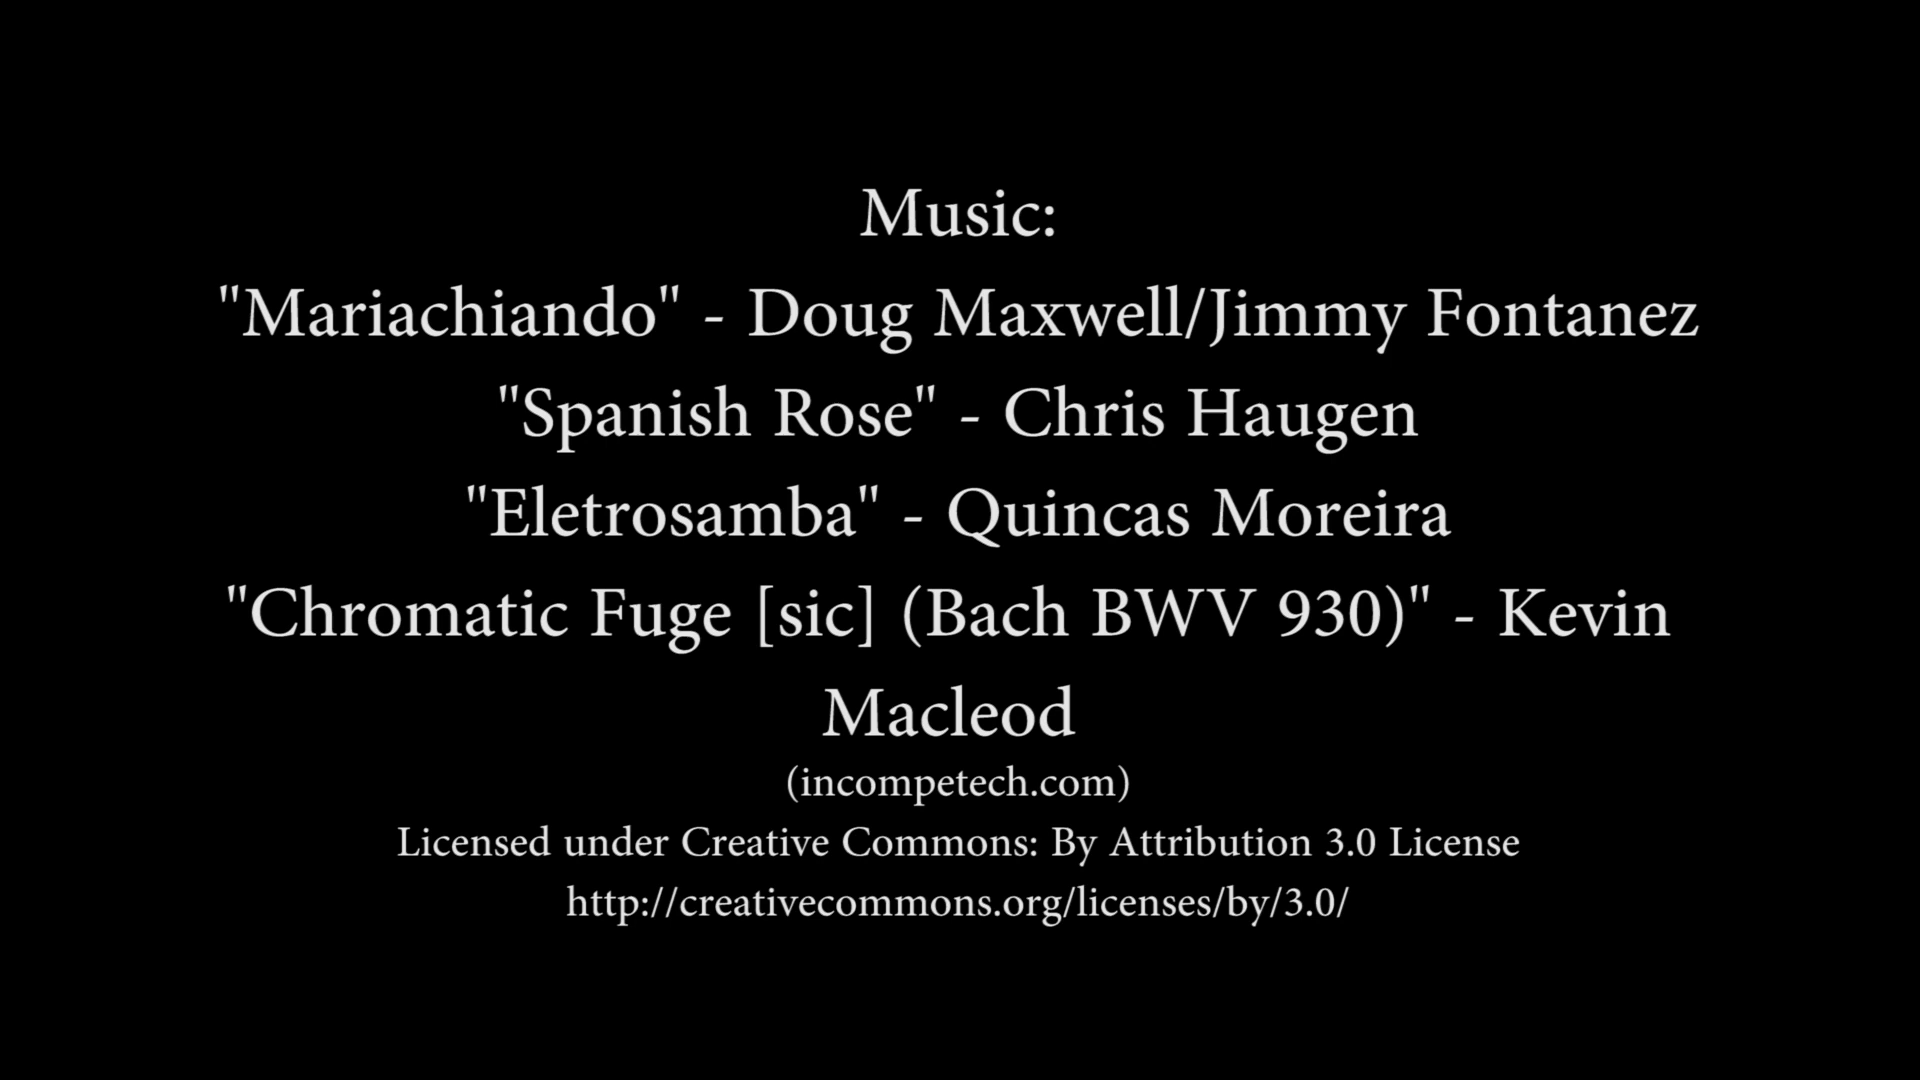 Music:
"Mariachiando" - Doug Maxwell/Jimmy Fontanez
"Spanish Rose" - Chris Haugen
"Eletrosamba" - Quincas Moreira
"Chromatic Fuge [sic] (Bach BWV 930)" - Kevin
Macleod
(incompetech.com)
Licensed under Creative Commons: By Attribution 3.0 License
http://creativecommons.org/licenses/by/3.0/